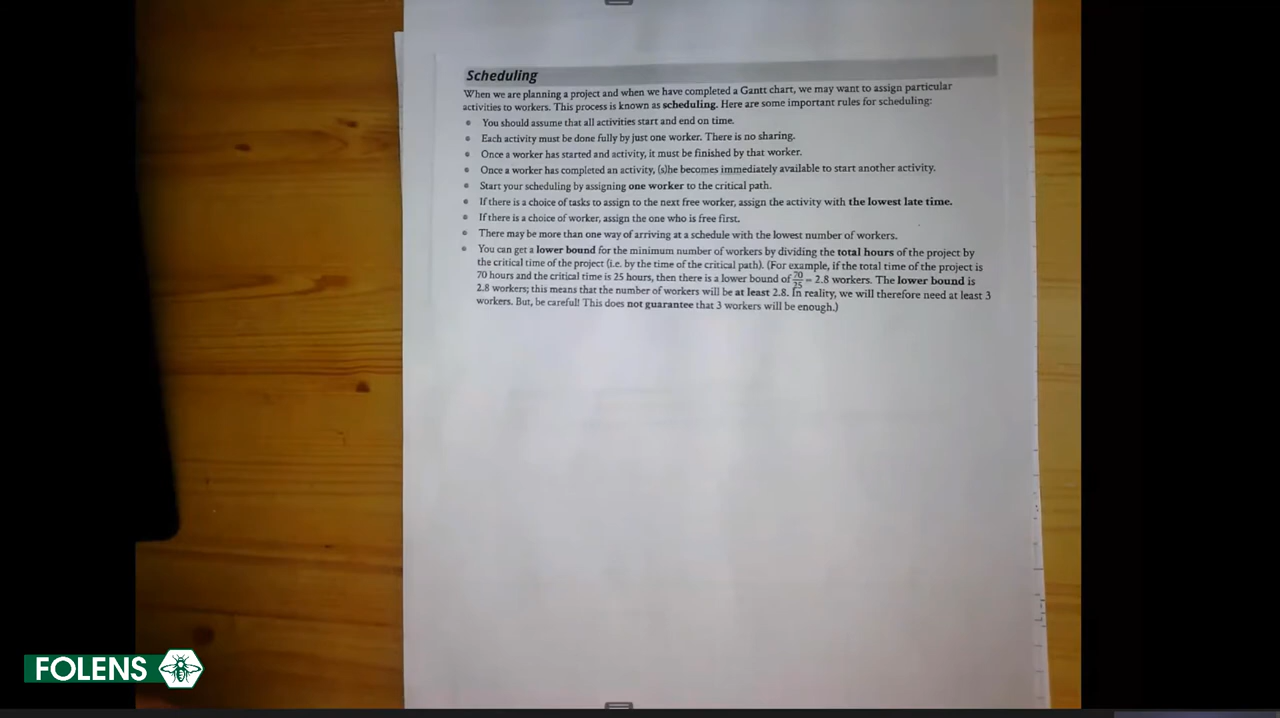 Scheduling
When we are planning a project and when we have completed a Gantt chart, we may want to assign particular
activities to workers. This process is known as scheduling. Here are some important rules for scheduling:
• You should assume that all activities start and end on time.
• Each activity must be done fully by just one worker. There is no sharing.
• Once a worker has started and activity, it must be finished by that worker.
• Once a worker has completed an activity, (s)he becomes immediately available to start another activity.
• Start your scheduling by assigning one worker to the critical path.
• If there is a choice of tasks to assign to the next free worker, assign the activity with the lowest late time.
• If there is a choice of worker, assign the one who is free first.
• There may be more than one way of arriving at a schedule with the lowest number of workers.
• You can get a lower bound for the minimum number of workers by dividing the total hours of the project by
the critical time of the project (i.e. by the time of the critical path). (For example, if the total time of the project is
70 hours and the critical time is 25 hours, then there is a lower bound of 70/25 = 2.8 workers. The lower bound is
2.8 workers; this means that the number of workers will be at least 2.8. In reality, we will therefore need at least 3
workers. But, be careful! This does not guarantee that 3 workers will be enough.)
FOLENS